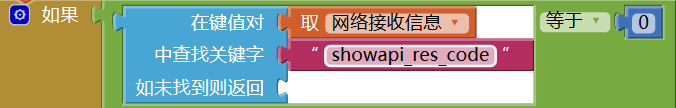 如果 在键值对 取 网络接收信息 等于 0
中查找关键字 “ showapi_res_code ”
如未找到则返回